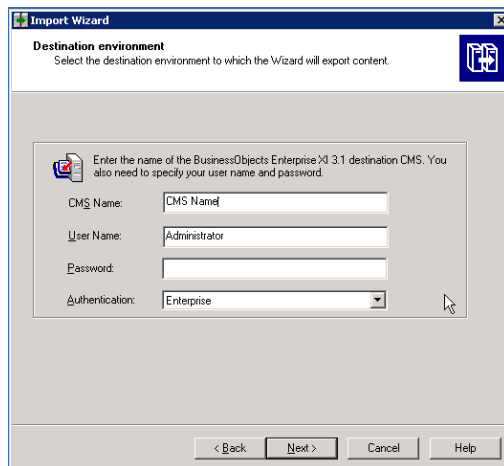 Import Wizard
Destination environment
Select the destination environment to which the Wizard will export content.
Enter the name of the BusinessObjects Enterprise XI 3.1 destination CMS. You
also need to specify your user name and password.
CMS Name: CMS Name
User Name: Administrator
Password:
Authentication: Enterprise
< Back Next > Cancel Help